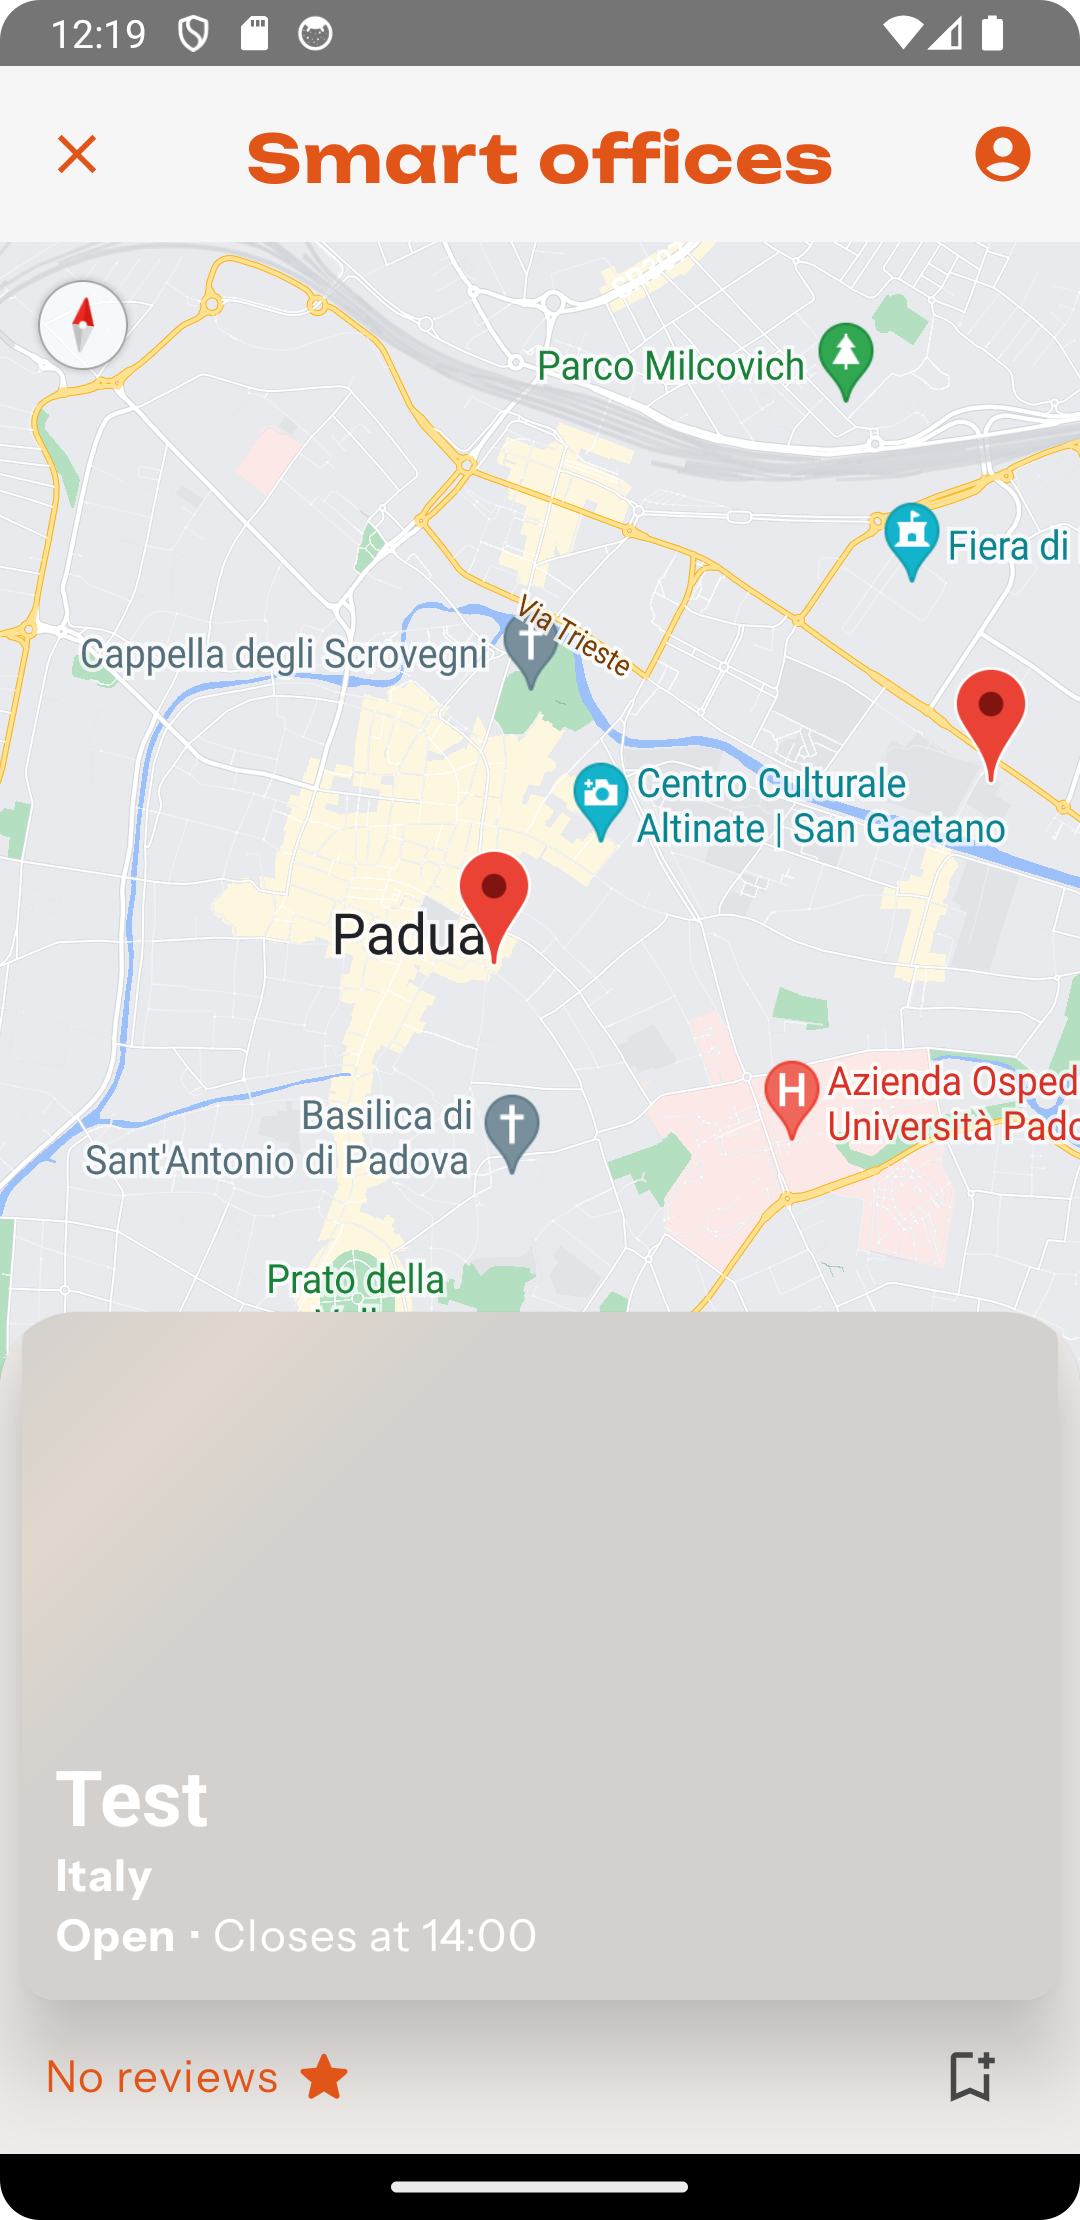 12:19
Smart offices
Parco Milcovich
Fiera di
Via Trieste
Cappella degli Scrovegni
Centro Culturale
Altinate | San Gaetano
Padua
Azienda Osped
Università Pado
Basilica di
Sant'Antonio di Padova
Prato della
Test
Italy
Open · Closes at 14:00
No reviews